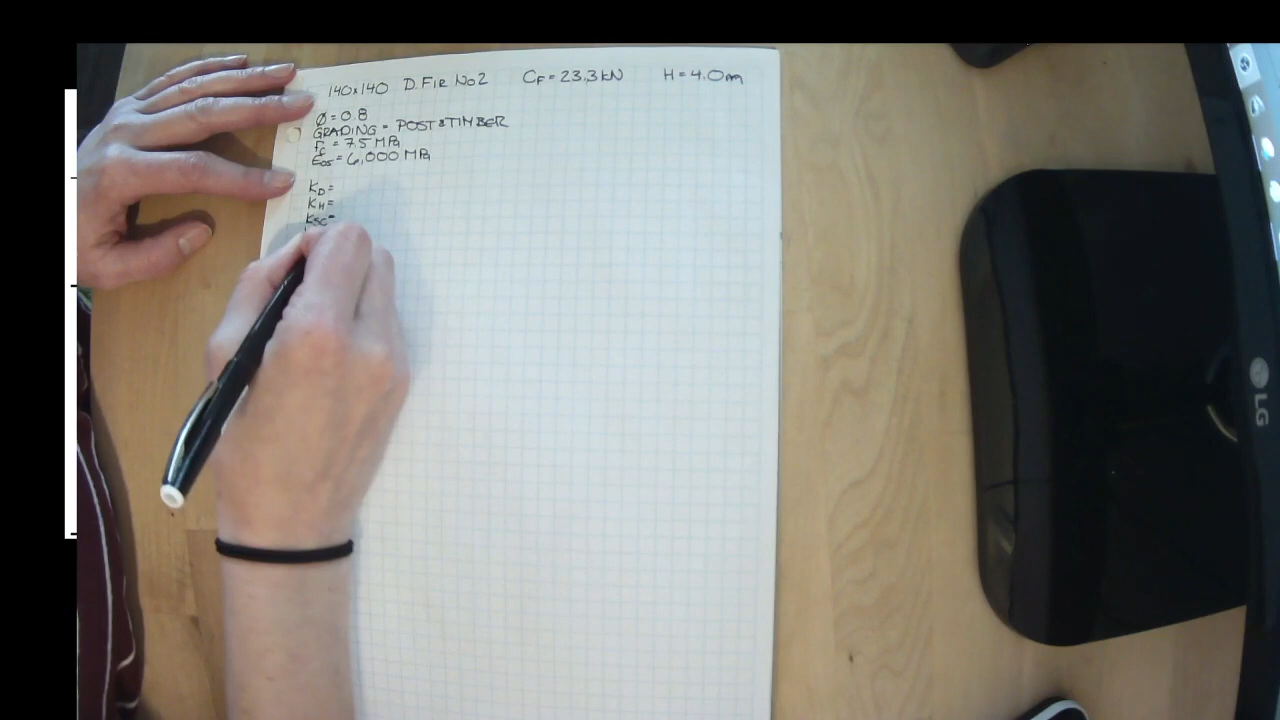 140x140 D.FIR No2 CF = 23.3 kN H = 4.0m
Ø = 0.8
GRADING = POST & TIMBER
Fc = 7.5 MPa
E05 = 6,000 MPa
KD =
KH =
KSC =
LG